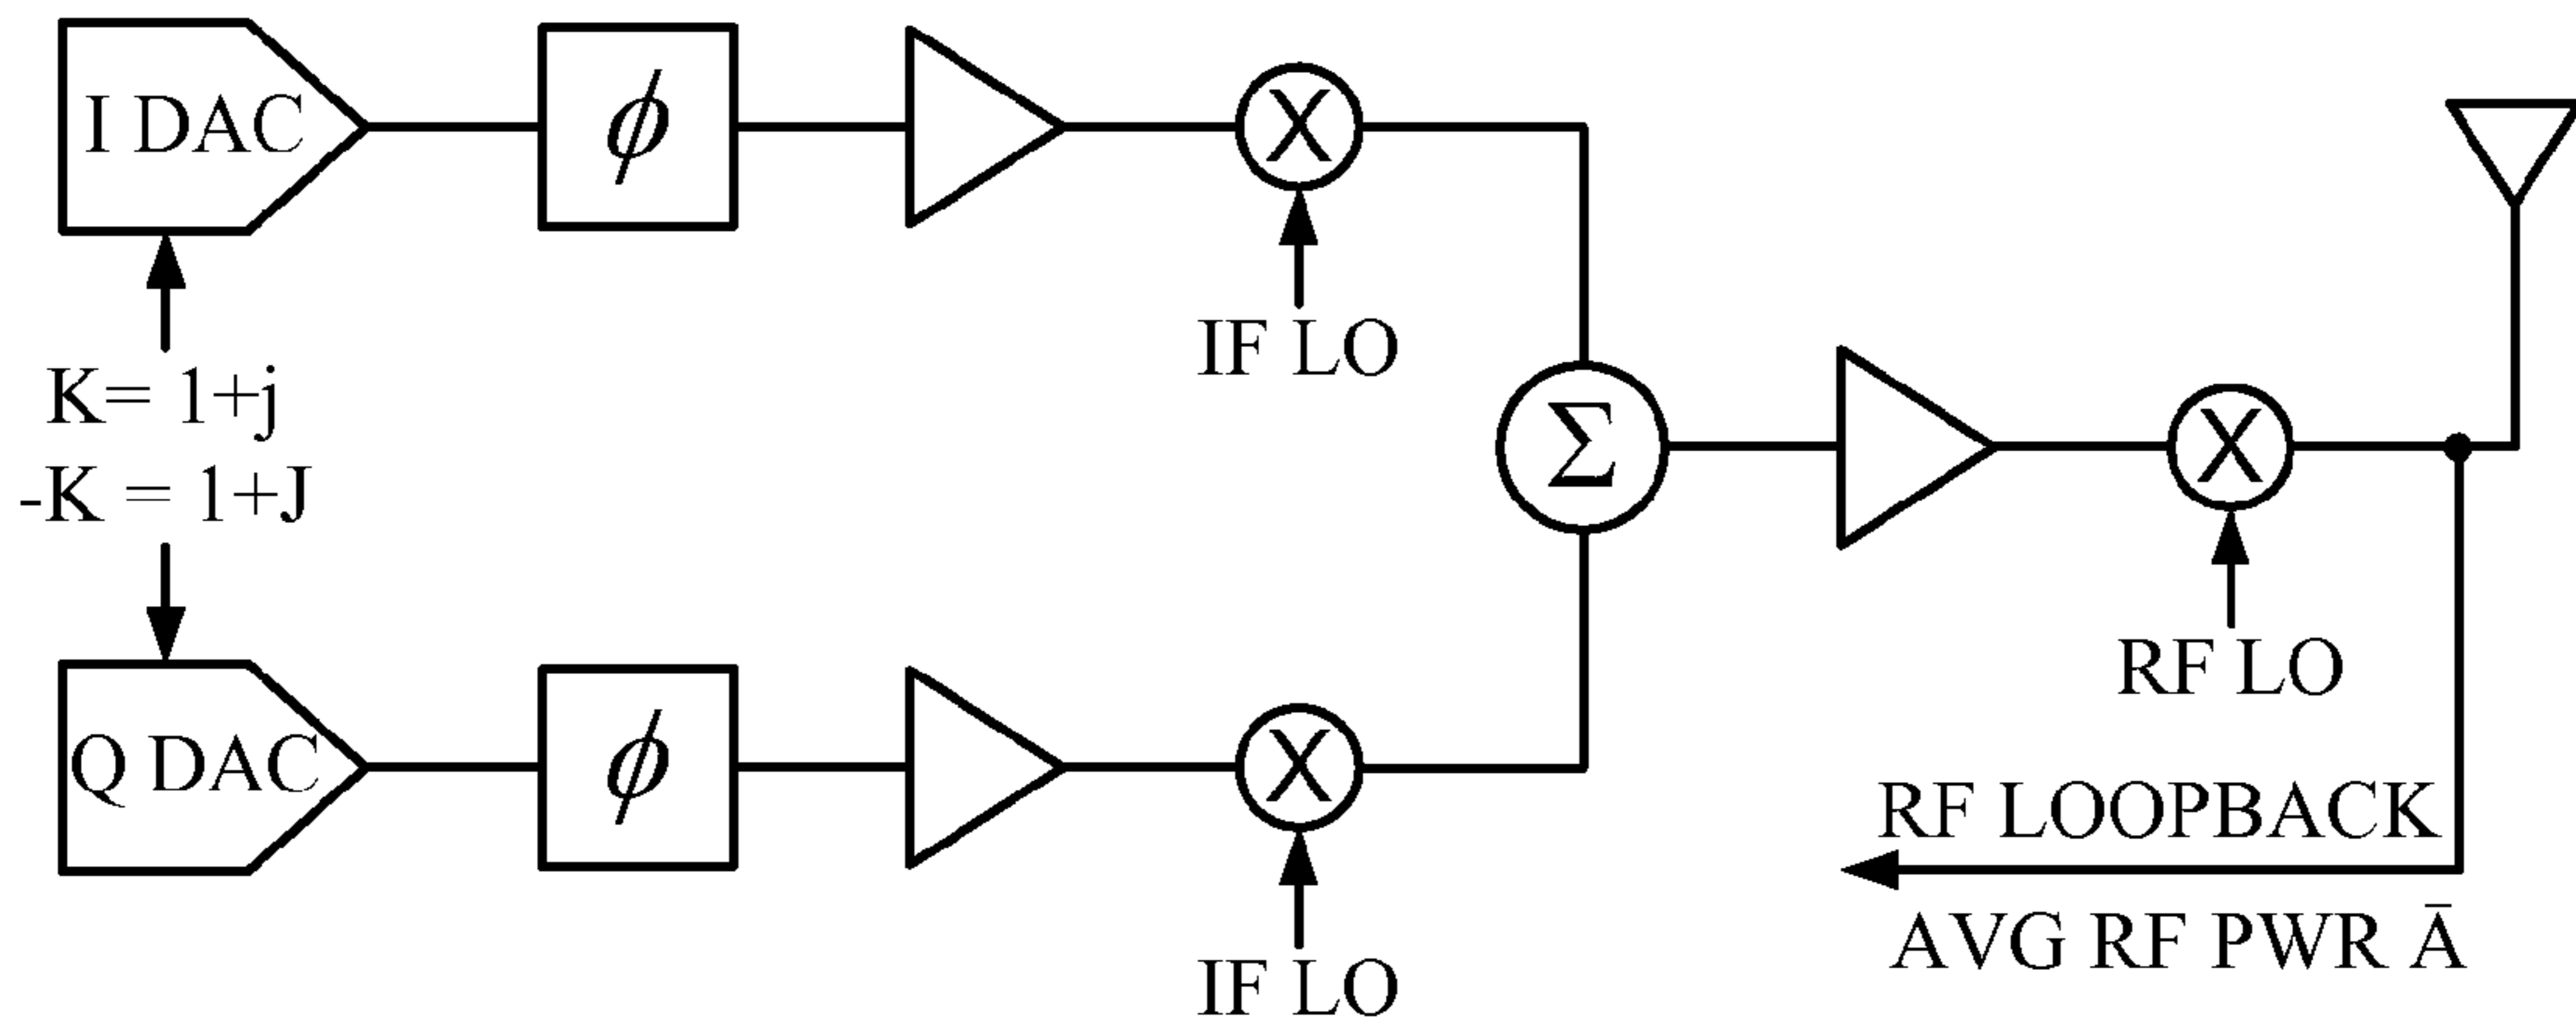 I DAC
ϕ
X
IF LO
K= 1+j
-K = 1+J
Σ
X
RF LO
Q DAC
ϕ
X
IF LO
RF LOOPBACK
AVG RF PWR Ā